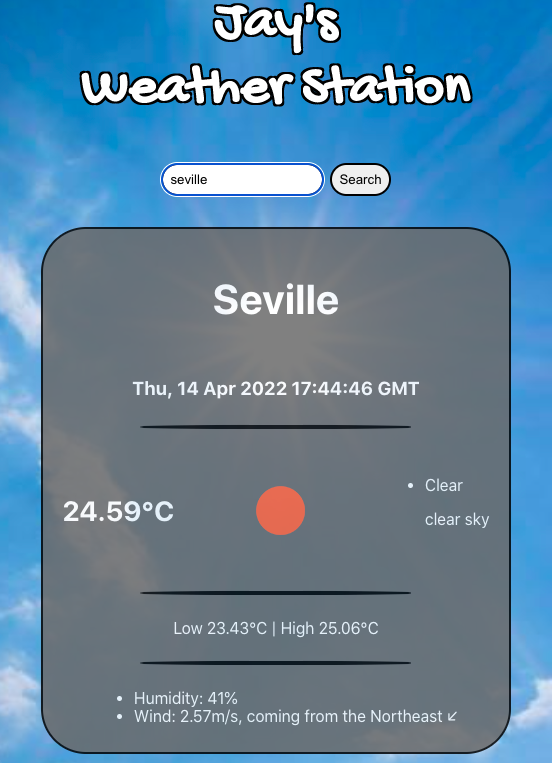 Jay's
Weather Station
seville
Search
Seville
Thu, 14 Apr 2022 17:44:46 GMT
24.59°C
• Clear
clear sky
Low 23.43°C | High 25.06°C
• Humidity: 41%
• Wind: 2.57m/s, coming from the Northeast ↙